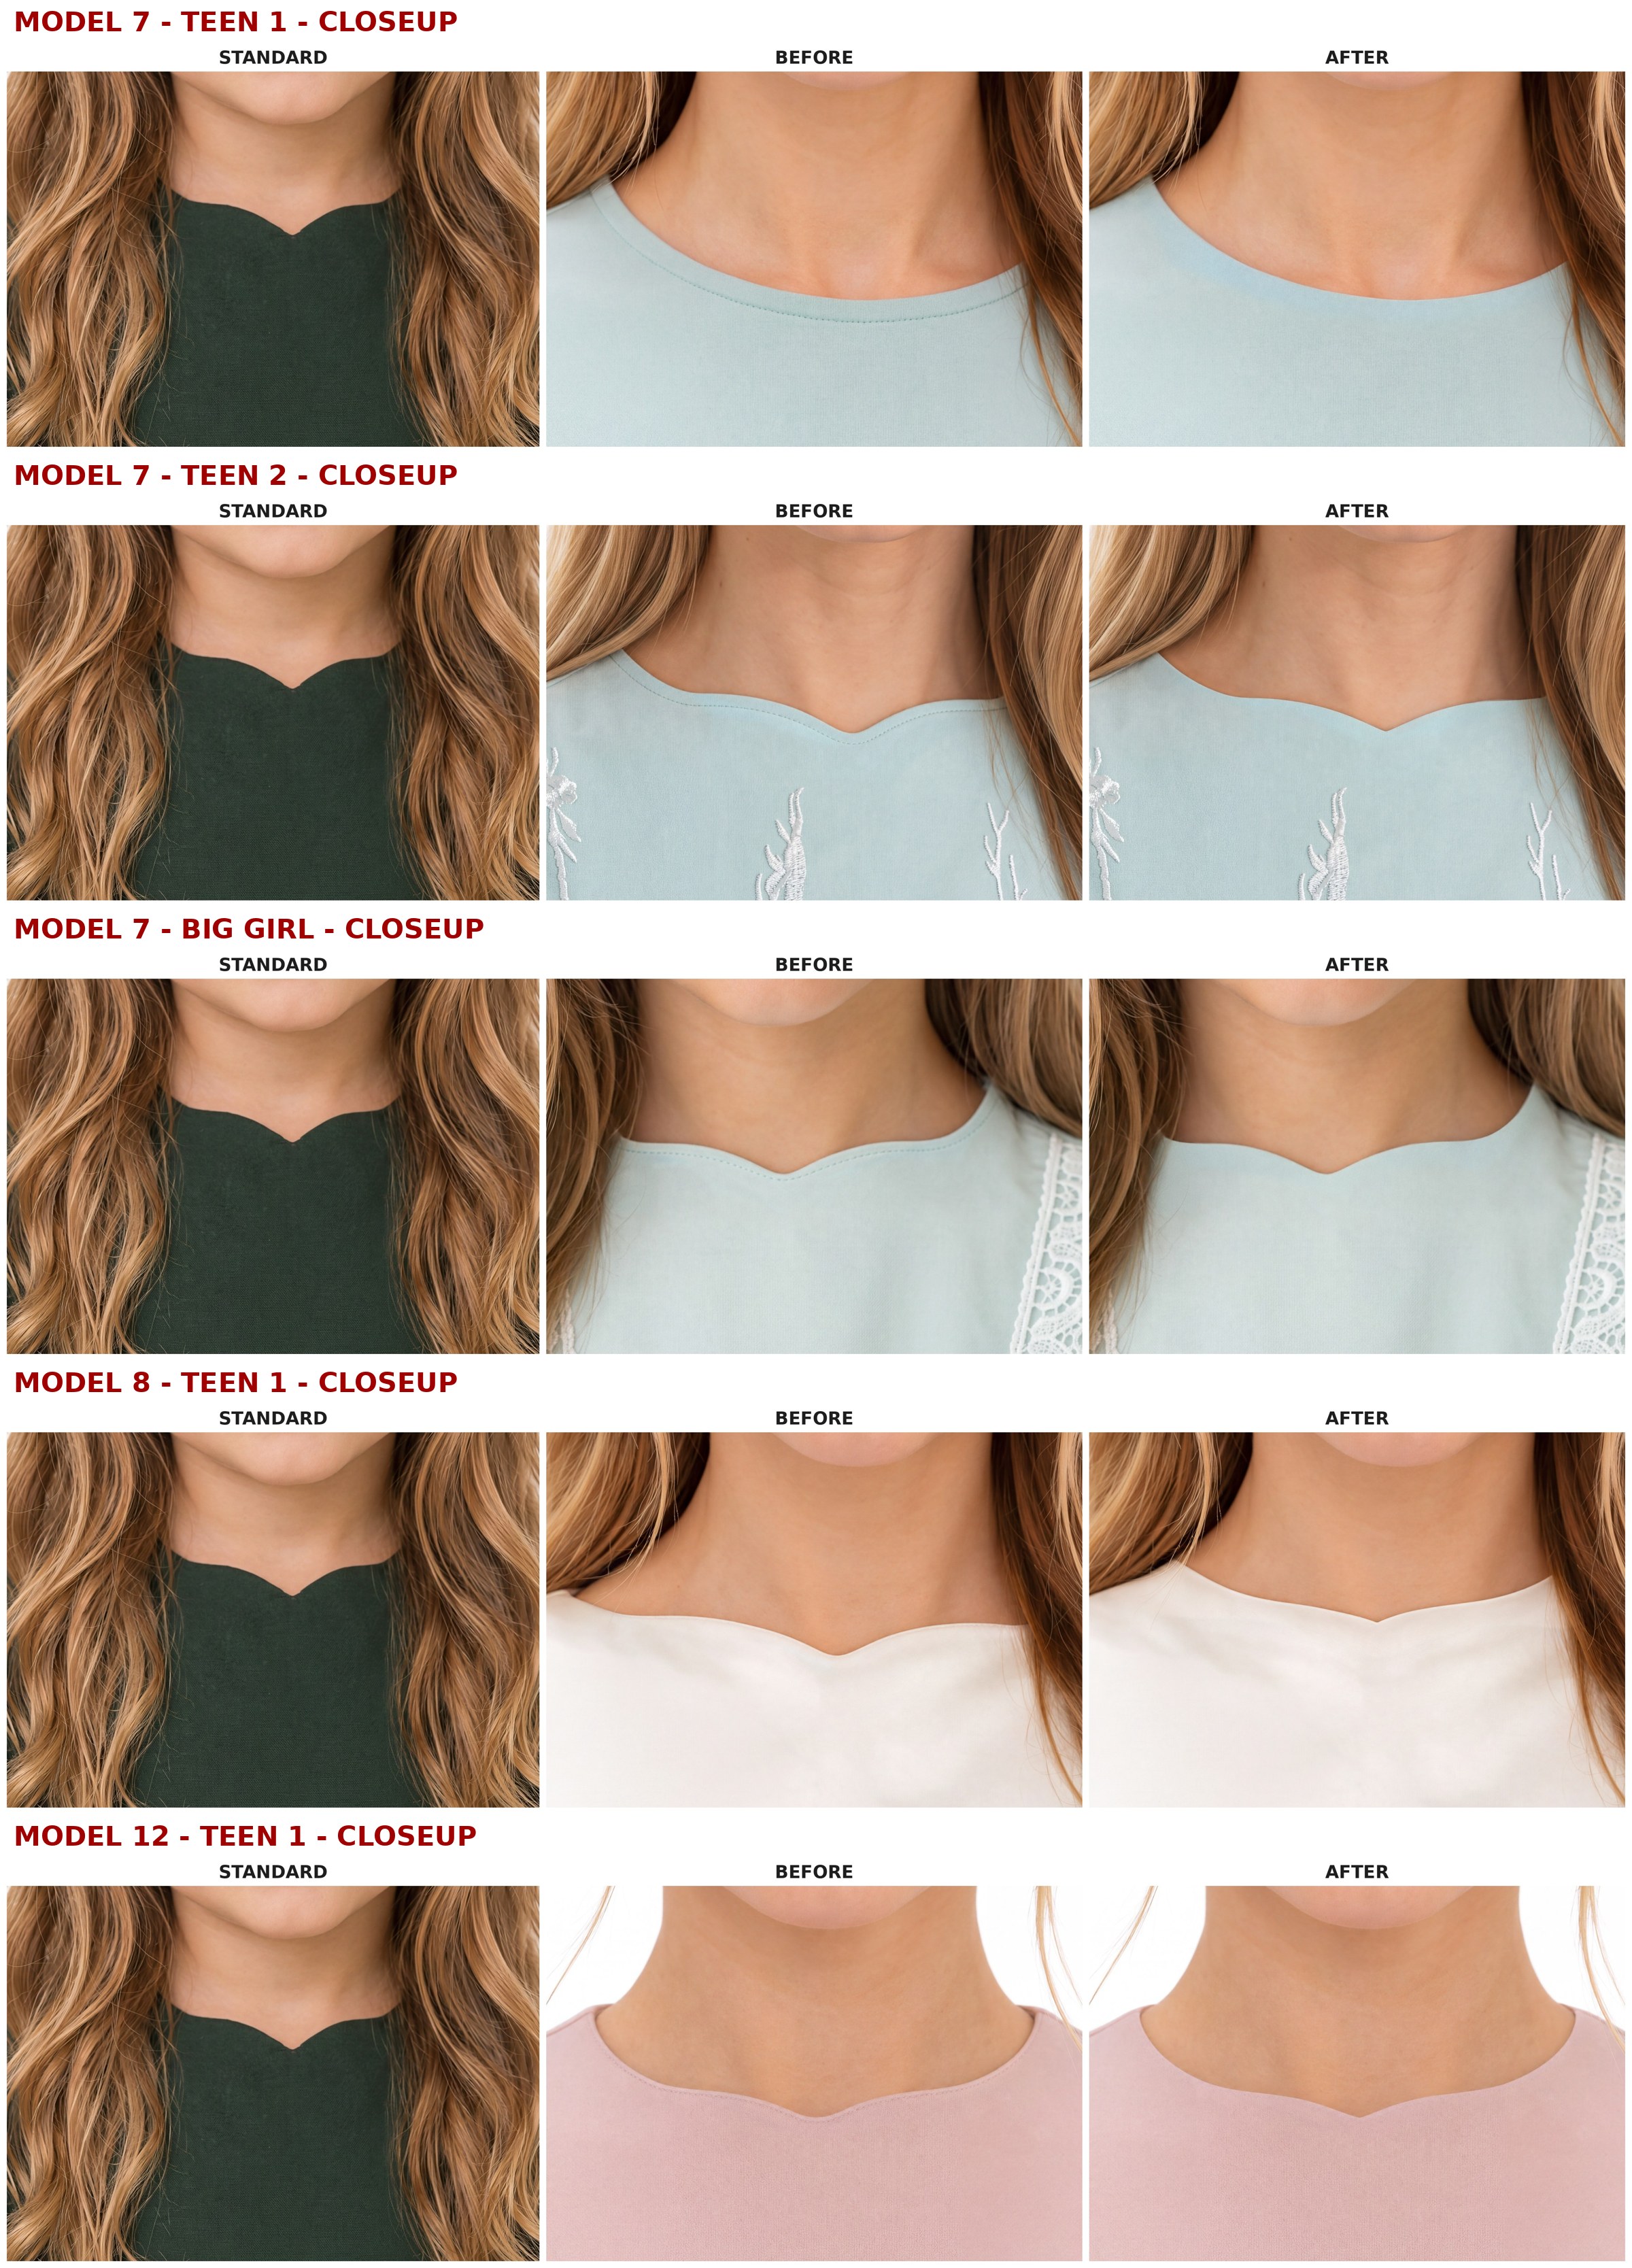 MODEL 7 - TEEN 1 - CLOSEUP
STANDARD BEFORE AFTER
MODEL 7 - TEEN 2 - CLOSEUP
STANDARD BEFORE AFTER
MODEL 7 - BIG GIRL - CLOSEUP
STANDARD BEFORE AFTER
MODEL 8 - TEEN 1 - CLOSEUP
STANDARD BEFORE AFTER
MODEL 12 - TEEN 1 - CLOSEUP
STANDARD BEFORE AFTER